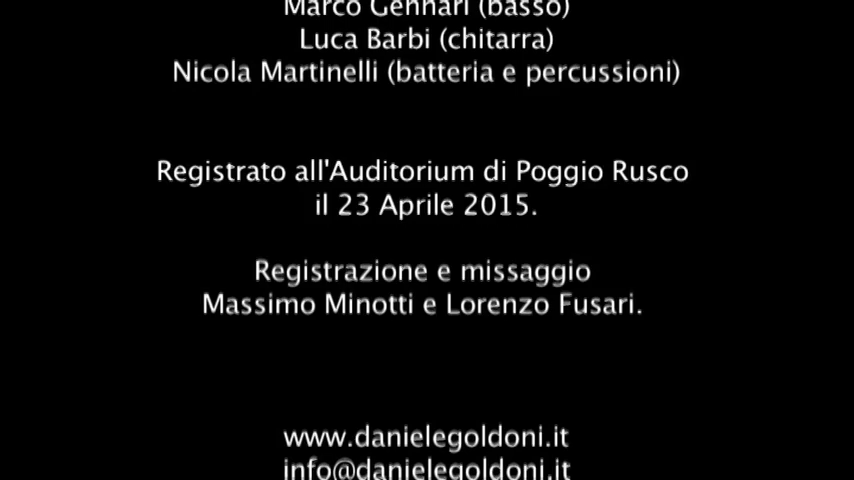 Marco Gennari (basso)
Luca Barbi (chitarra)
Nicola Martinelli (batteria e percussioni)
Registrato all'Auditorium di Poggio Rusco
il 23 Aprile 2015.
Registrazione e missaggio
Massimo Minotti e Lorenzo Fusari.
www.danielegoldoni.it
info@danielegoldoni.it